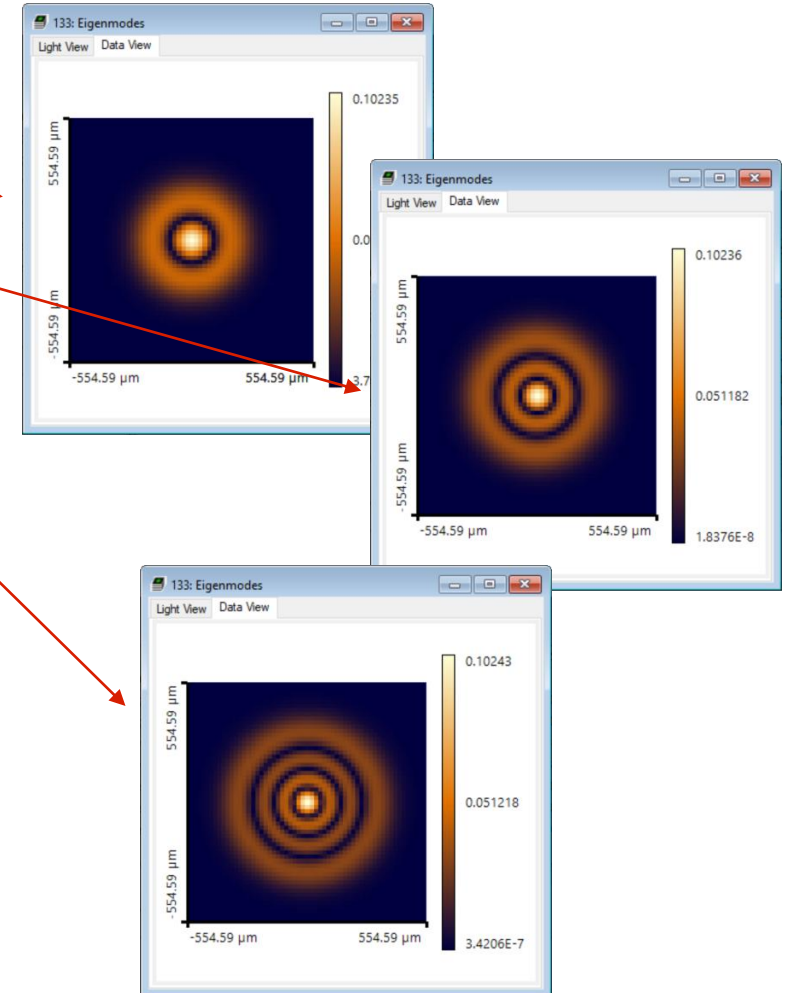 133: Eigenmodes
Light View Data View
0.10235
554.59 µm
0.0
-554.59 µm
3.7
-554.59 µm 554.59 µm
133: Eigenmodes
Light View Data View
0.10236
554.59 µm
0.051182
-554.59 µm
1.8376E-8
-554.59 µm 554.59 µm
133: Eigenmodes
Light View Data View
0.10243
554.59 µm
0.051218
-554.59 µm
3.4206E-7
-554.59 µm 554.59 µm